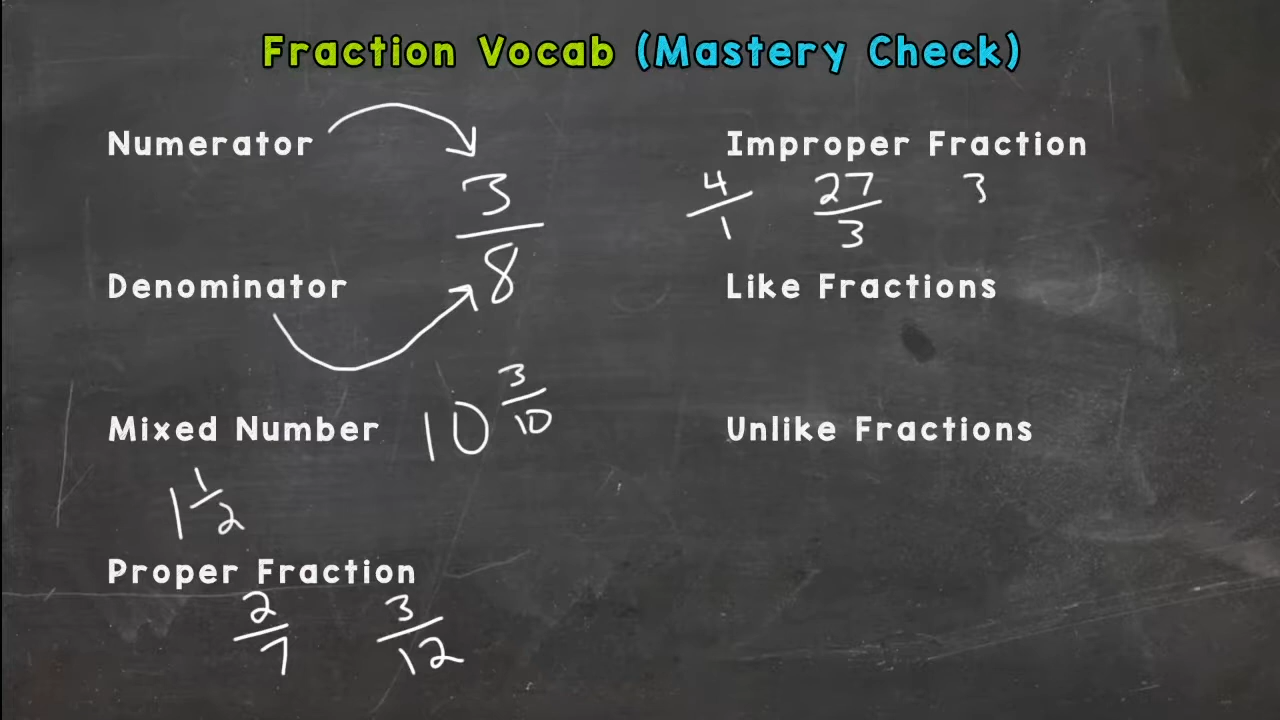 Fraction Vocab (Mastery Check)
Numerator
3/8
Denominator
Mixed Number
10 3/10
1 1/2
Proper Fraction
2/7 3/12
Improper Fraction
4/1 27/3 3
Like Fractions
Unlike Fractions